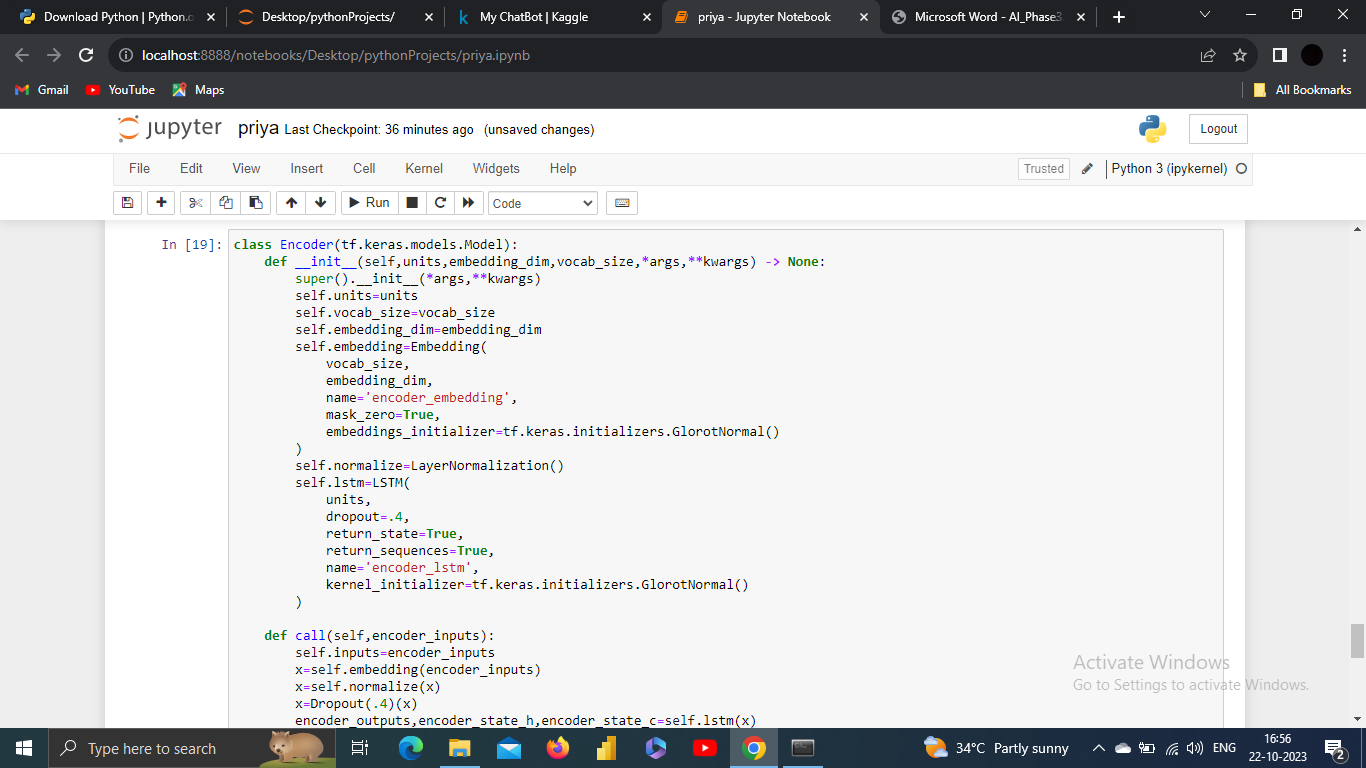 Download Python | Python.o
Desktop/pythonProjects/
My ChatBot | Kaggle
priya - Jupyter Notebook
Microsoft Word - AI_Phase3
localhost:8888/notebooks/Desktop/pythonProjects/priya.ipynb
Gmail YouTube Maps All Bookmarks
jupyter priya Last Checkpoint: 36 minutes ago (unsaved changes) Logout
File Edit View Insert Cell Kernel Widgets Help Trusted Python 3 (ipykernel)
Run Code
In [19]: class Encoder(tf.keras.models.Model):
    def __init__(self,units,embedding_dim,vocab_size,*args,**kwargs) -> None:
        super().__init__(*args,**kwargs)
        self.units=units
        self.vocab_size=vocab_size
        self.embedding_dim=embedding_dim
        self.embedding=Embedding(
            vocab_size,
            embedding_dim,
            name='encoder_embedding',
            mask_zero=True,
            embeddings_initializer=tf.keras.initializers.GlorotNormal()
        )
        self.normalize=LayerNormalization()
        self.lstm=LSTM(
            units,
            dropout=.4,
            return_state=True,
            return_sequences=True,
            name='encoder_lstm',
            kernel_initializer=tf.keras.initializers.GlorotNormal()
        )
    def call(self,encoder_inputs):
        self.inputs=encoder_inputs
        x=self.embedding(encoder_inputs)
        x=self.normalize(x)
        x=Dropout(.4)(x)
        encoder_outputs,encoder_state_h,encoder_state_c=self.lstm(x)
Activate Windows
Go to Settings to activate Windows.
Type here to search 34°C Partly sunny ENG 16:56
22-10-2023 2